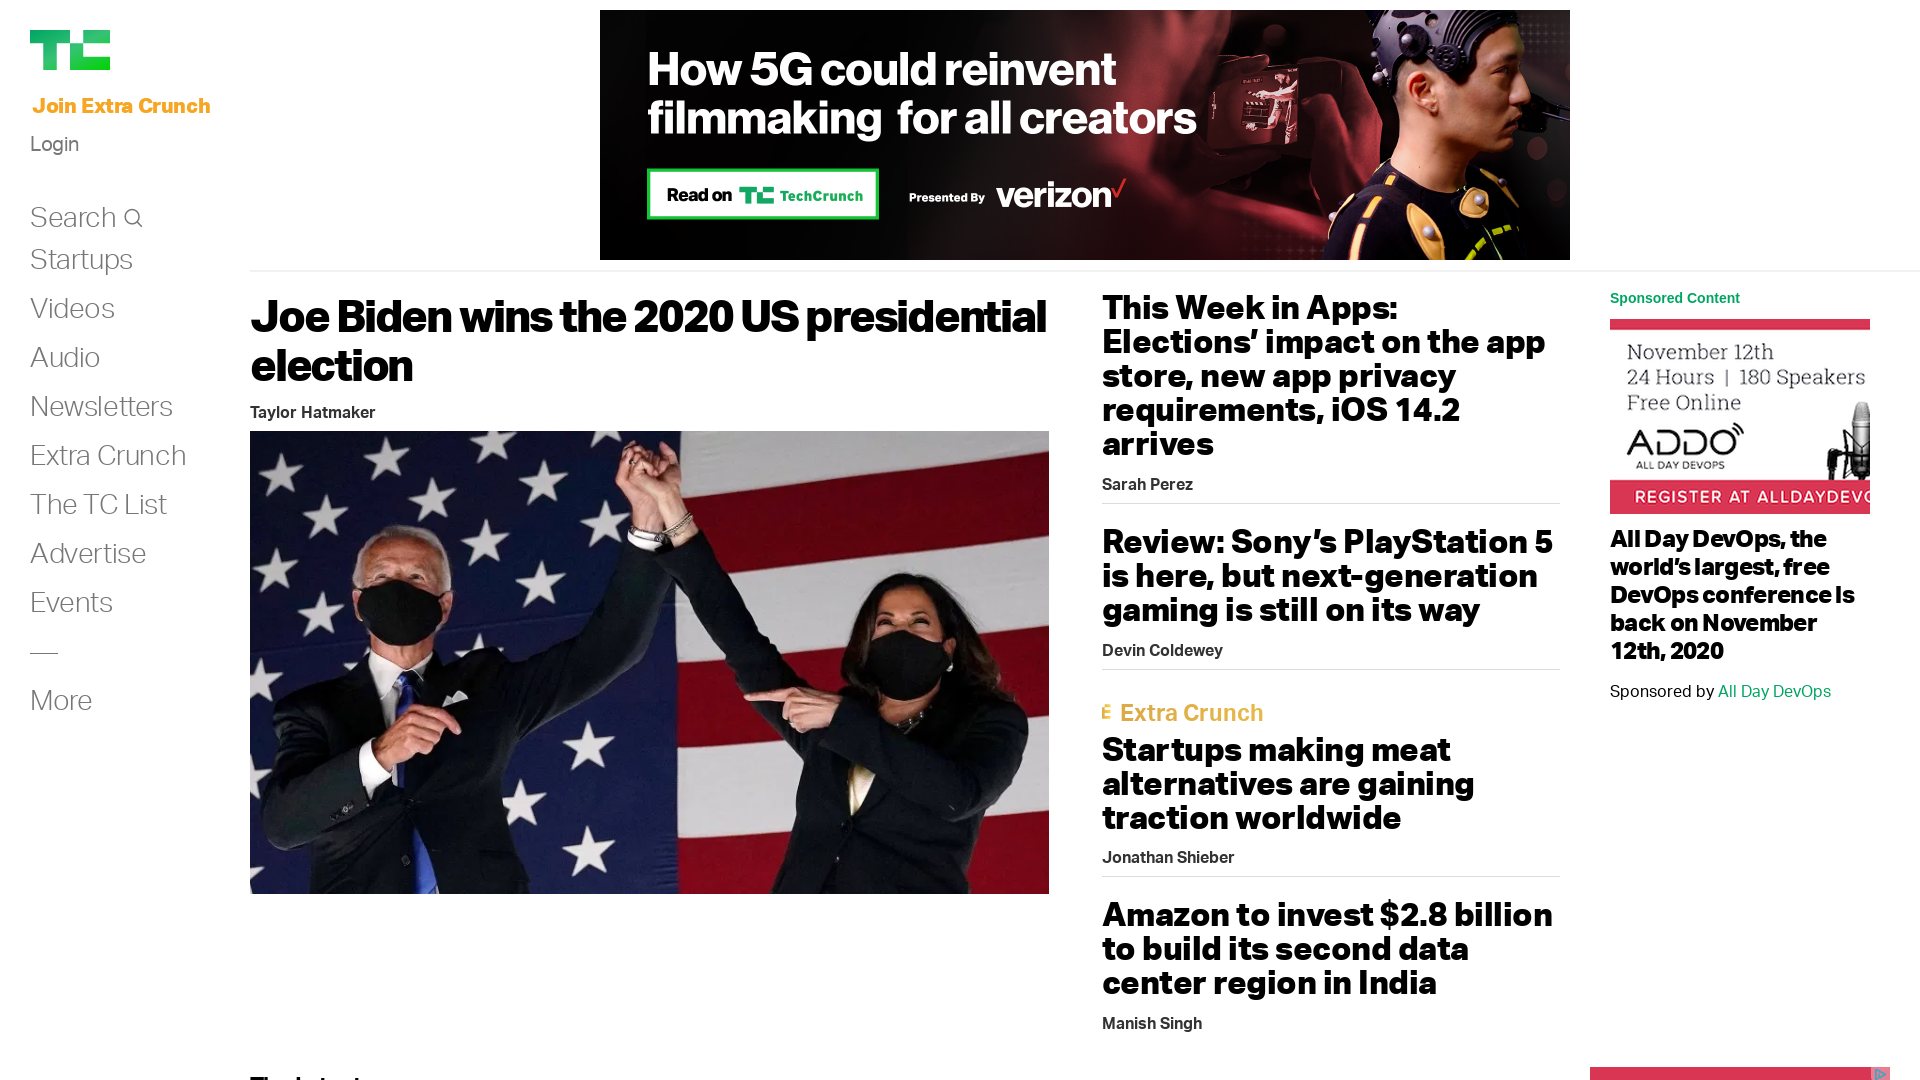 Join Extra Crunch
Login
Search
Startups
Videos
Audio
Newsletters
Extra Crunch
The TC List
Advertise
Events
—
More
How 5G could reinvent
filmmaking for all creators
Read on TC TechCrunch
Presented By verizon✓
Joe Biden wins the 2020 US presidential
election
Taylor Hatmaker
This Week in Apps:
Elections’ impact on the app
store, new app privacy
requirements, iOS 14.2
arrives
Sarah Perez
Review: Sony’s PlayStation 5
is here, but next-generation
gaming is still on its way
Devin Coldewey
Extra Crunch
Startups making meat
alternatives are gaining
traction worldwide
Jonathan Shieber
Amazon to invest $2.8 billion
to build its second data
center region in India
Manish Singh
Sponsored Content
November 12th
24 Hours | 180 Speakers
Free Online
ADDO
ALL DAY DEVOPS
REGISTER AT ALLDAYDEVO
All Day DevOps, the
world’s largest, free
DevOps conference Is
back on November
12th, 2020
Sponsored by All Day DevOps